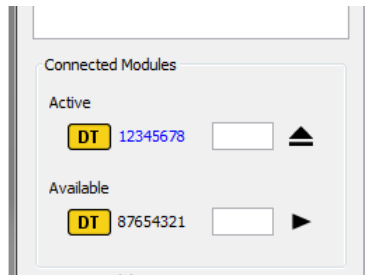 Connected Modules
Active
DT 12345678
Available
DT 87654321